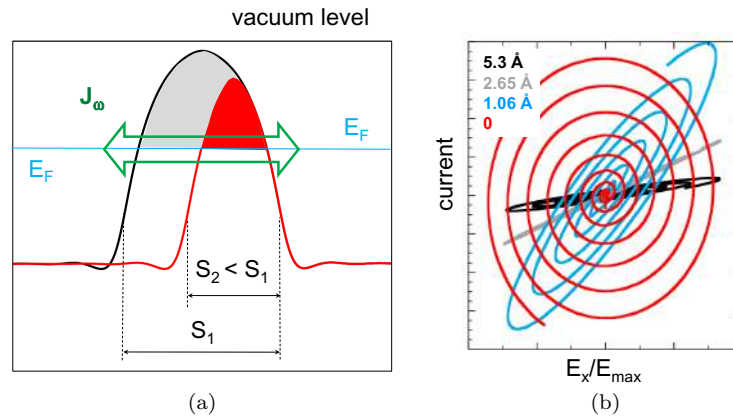 vacuum level
J_ω
E_F
E_F
S_2 < S_1
S_1
(a)
5.3 Å
2.65 Å
1.06 Å
0
current
E_x/E_max
(b)